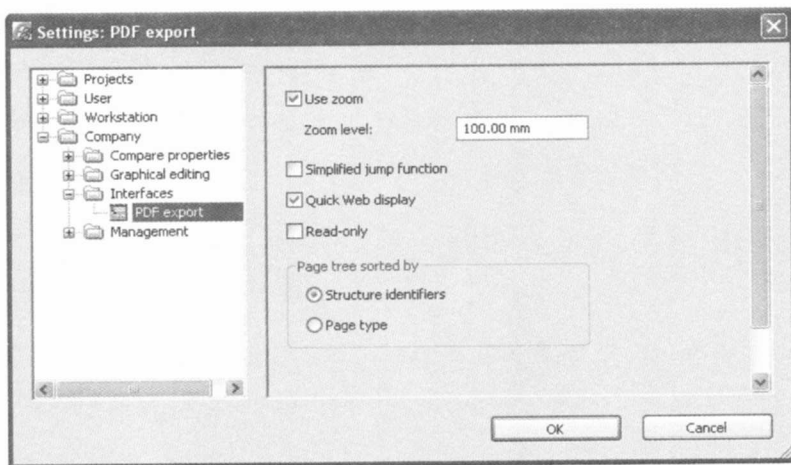 Settings: PDF export
Projects
User
Workstation
Company
Compare properties
Graphical editing
Interfaces
PDF export
Management
Use zoom
Zoom level: 100.00 mm
Simplified jump function
Quick Web display
Read-only
Page tree sorted by
Structure identifiers
Page type
OK Cancel